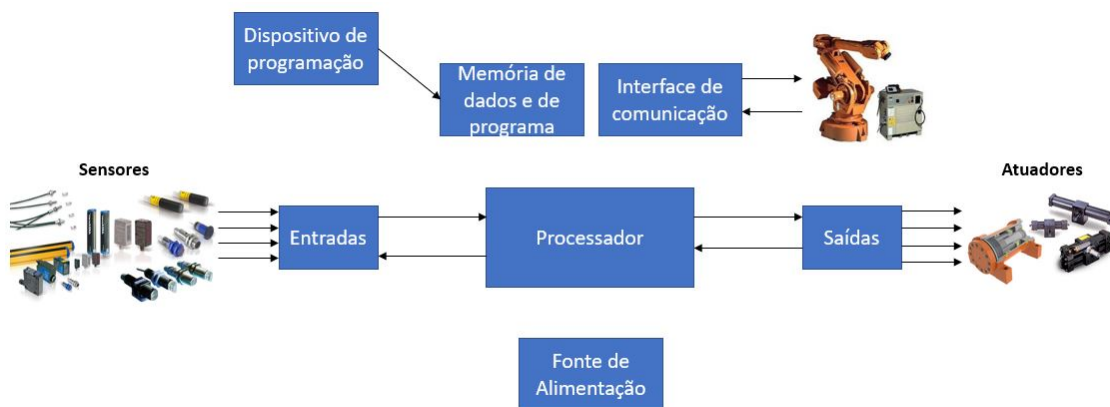 Dispositivo de
programação
Memória de
dados e de
programa
Interface de
comunicação
Sensores
Atuadores
Entradas
Processador
Saídas
Fonte de
Alimentação